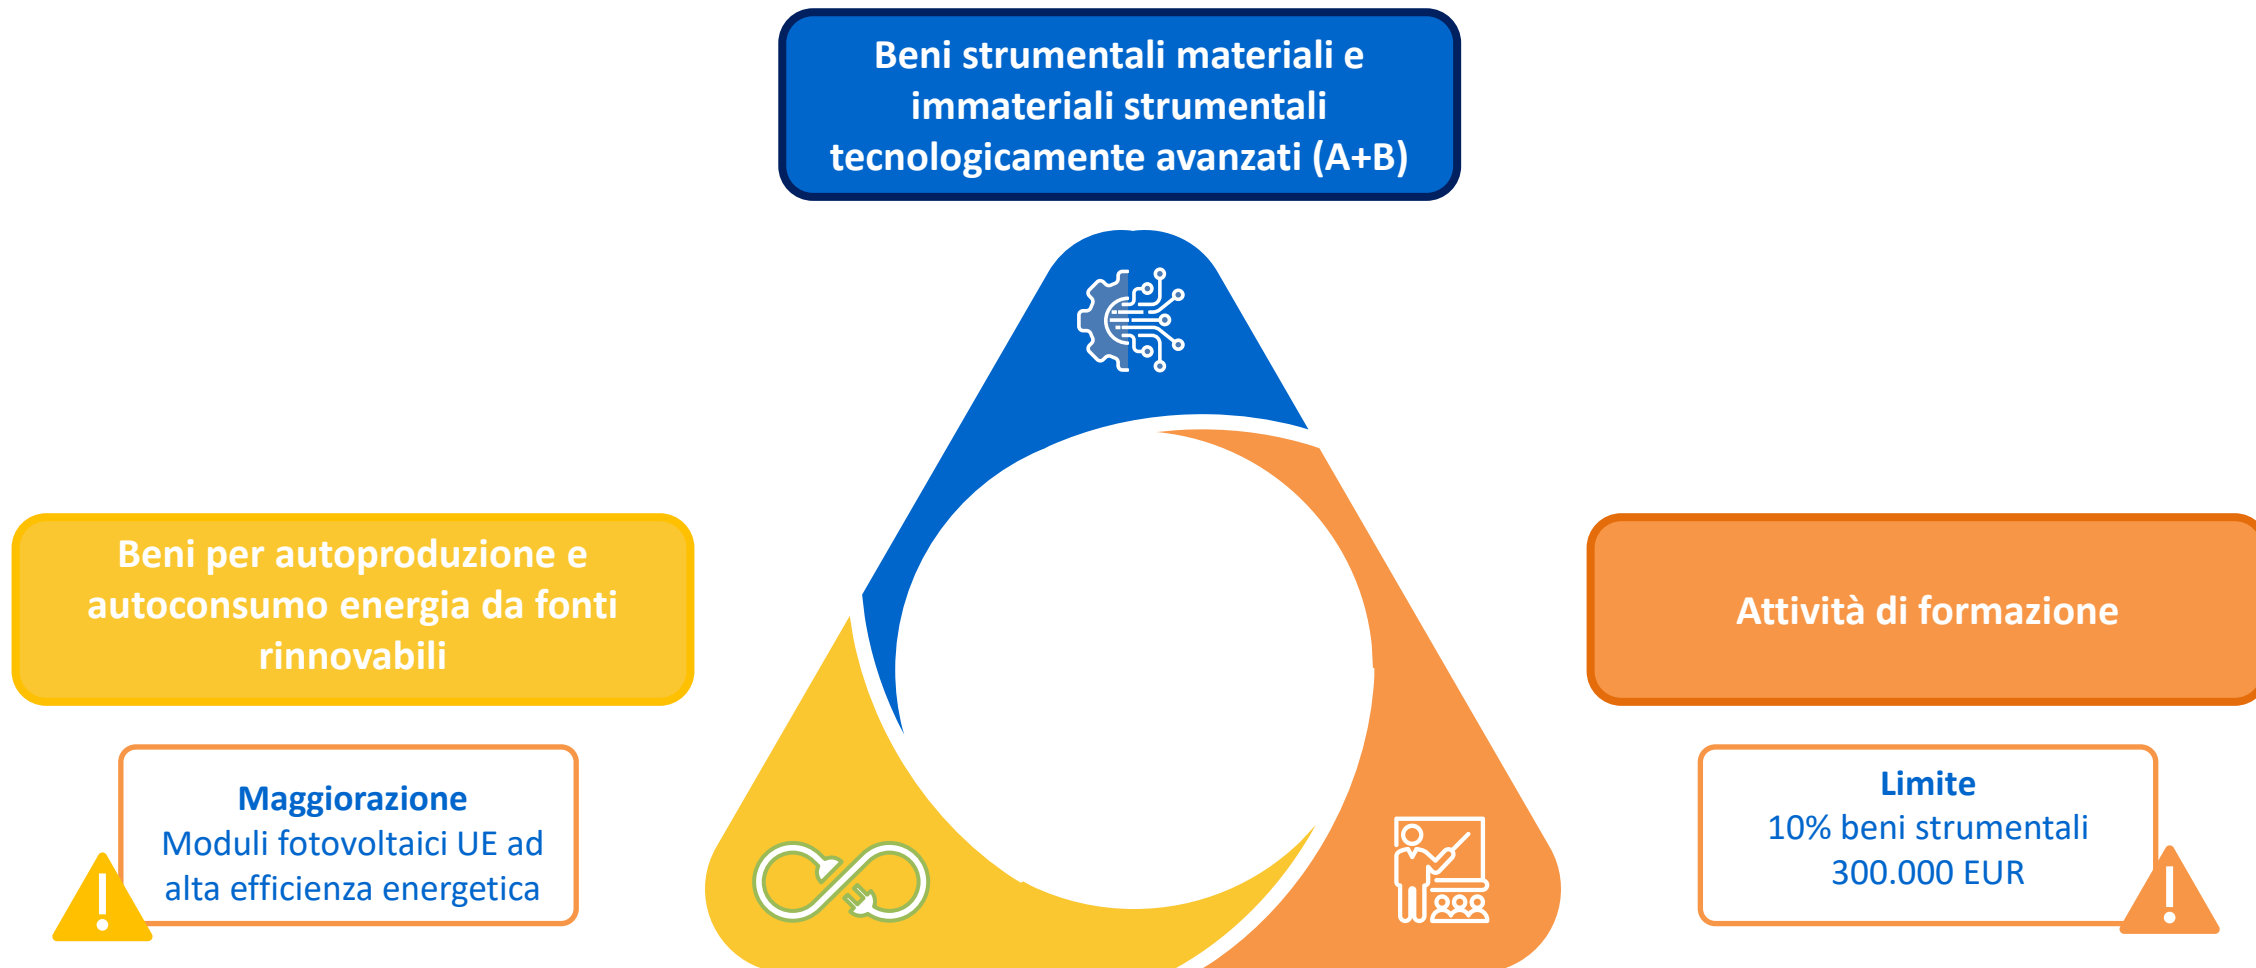 Beni strumentali materiali e
immateriali strumentali
tecnologicamente avanzati (A+B)
Beni per autoproduzione e
autoconsumo energia da fonti
rinnovabili
Attività di formazione
Maggiorazione
Moduli fotovoltaici UE ad
alta efficienza energetica
Limite
10% beni strumentali
300.000 EUR